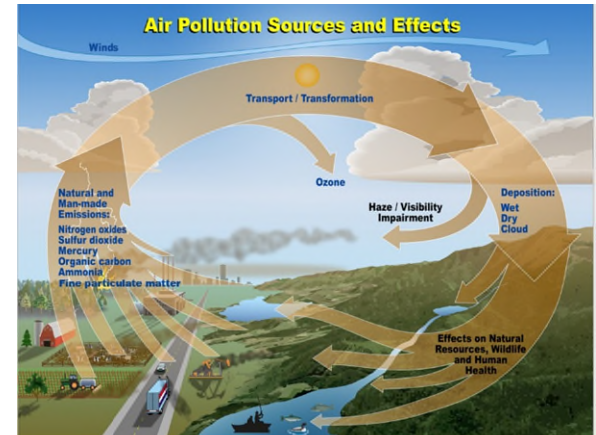 Air Pollution Sources and Effects
Winds
Transport / Transformation
Ozone
Natural and
Man-made
Emissions:
Nitrogen oxides
Sulfur dioxide
Mercury
Organic carbon
Ammonia
Fine particulate matter
Haze / Visibility
Impairment
Deposition:
Wet
Dry
Cloud
Effects on Natural
Resources, Wildlife
and Human
Health